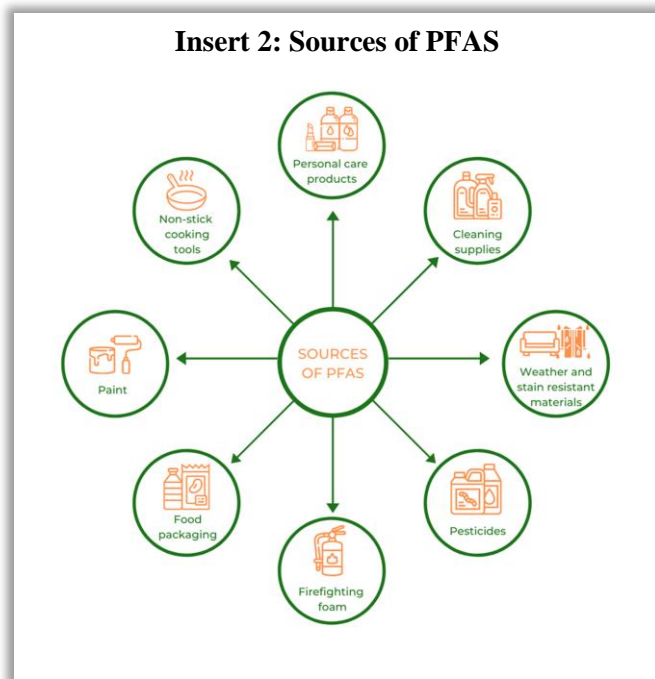 Insert 2: Sources of PFAS
Personal care
products
Non-stick
cooking
tools
Cleaning
supplies
SOURCES
OF PFAS
Paint
Weather and
stain resistant
materials
Food
packaging
Pesticides
Firefighting
foam